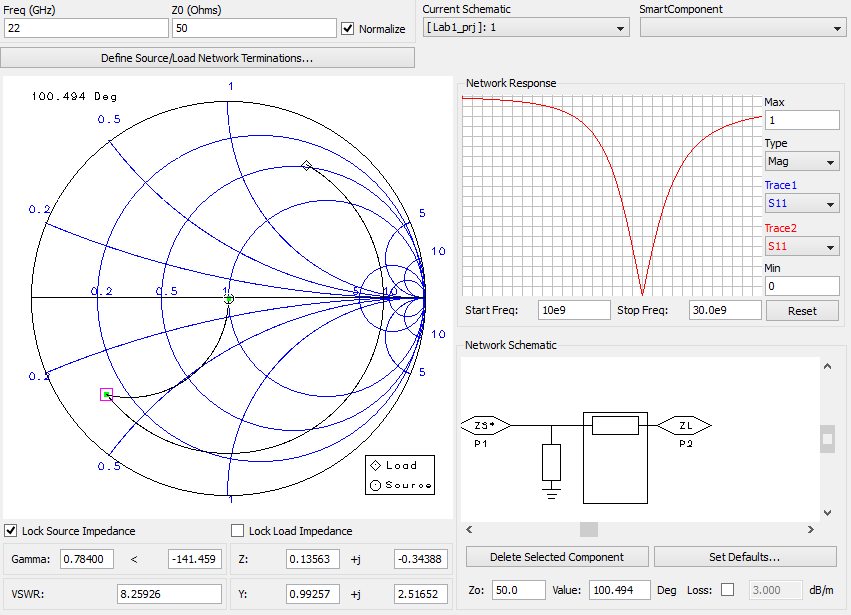 Freq (GHz) Z0 (Ohms) Current Schematic SmartComponent
22 50 Normalize [Lab1_prj]: 1
Define Source/Load Network Terminations...
Network Response
100.494 Deg
1
0.5
0.2
5
10
0.2 0.5 1 5 10
10
0.2
5
0.5
1
Load
Source
Max
1
Type
Mag
Trace1
S11
Trace2
S11
Min
0
Start Freq: 10e9 Stop Freq: 30.0e9 Reset
Network Schematic
ZS* ZL
P1 P2
Lock Source Impedance Lock Load Impedance
Gamma: 0.78400 < -141.459 Z: 0.13563 +j -0.34388
VSWR: 8.25926 Y: 0.99257 +j 2.51652
Delete Selected Component Set Defaults...
Zo: 50.0 Value: 100.494 Deg Loss: 3.000 dB/m